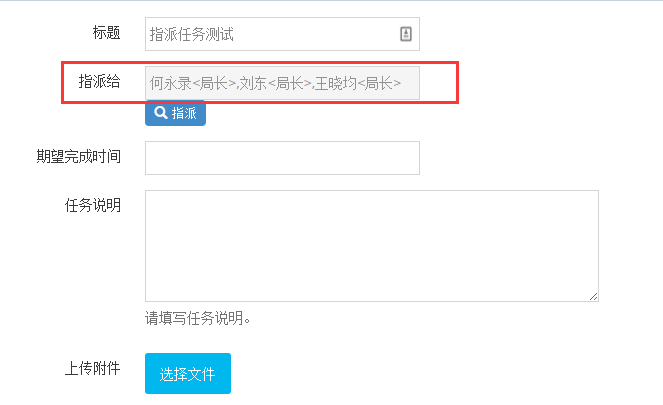 标题
指派任务测试
指派给
何永录<局长>,刘东<局长>,王晓均<局长>
指派
期望完成时间
任务说明
请填写任务说明。
上传附件
选择文件